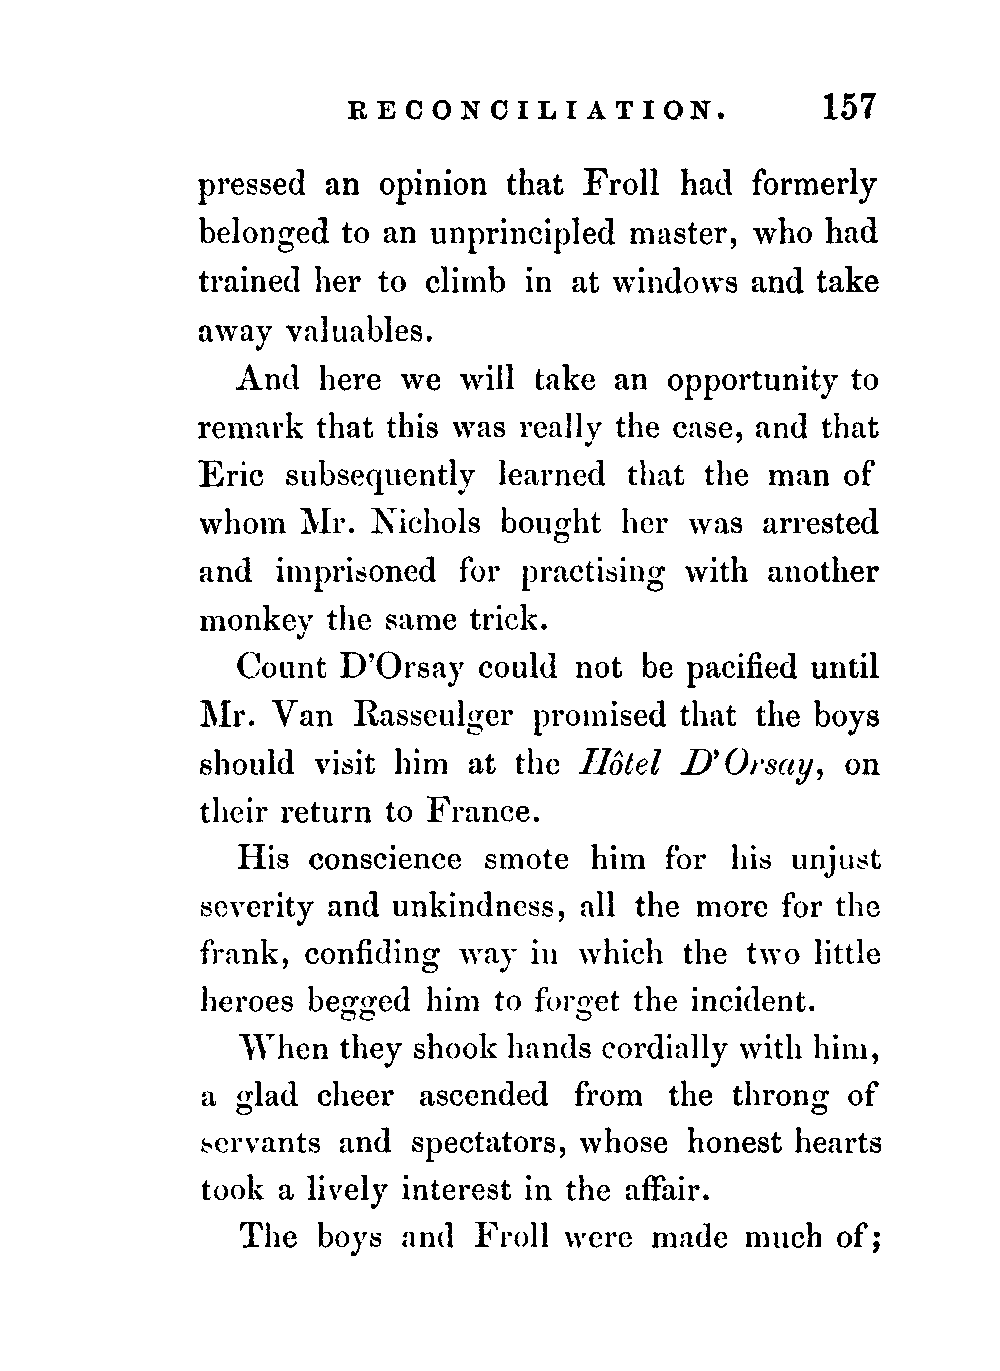 RECONCILIATION. 157
pressed an opinion that Froll had formerly
belonged to an unprincipled master, who had
trained her to climb in at windows and take
away valuables.
And here we will take an opportunity to
remark that this was really the case, and that
Eric subsequently learned that the man of
whom Mr. Nichols bought her was arrested
and imprisoned for practising with another
monkey the same trick.
Count D'Orsay could not be pacified until
Mr. Van Rasseulger promised that the boys
should visit him at the Hôtel D'Orsay, on
their return to France.
His conscience smote him for his unjust
severity and unkindness, all the more for the
frank, confiding way in which the two little
heroes begged him to forget the incident.
When they shook hands cordially with him,
a glad cheer ascended from the throng of
servants and spectators, whose honest hearts
took a lively interest in the affair.
The boys and Froll were made much of;